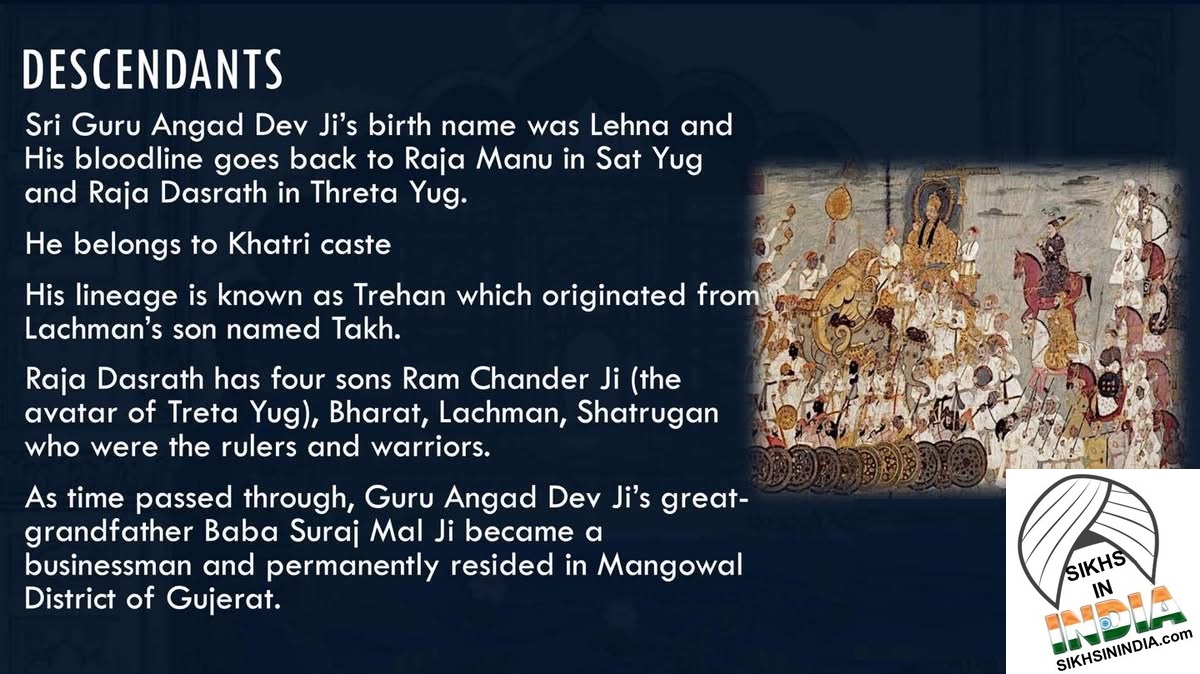 DESCENDANTS
Sri Guru Angad Dev Ji’s birth name was Lehna and
His bloodline goes back to Raja Manu in Sat Yug
and Raja Dasrath in Threta Yug.
He belongs to Khatri caste
His lineage is known as Trehan which originated from
Lachman’s son named Takh.
Raja Dasrath has four sons Ram Chander Ji (the
avatar of Treta Yug), Bharat, Lachman, Shatrugan
who were the rulers and warriors.
As time passed through, Guru Angad Dev Ji’s great-
grandfather Baba Suraj Mal Ji became a
businessman and permanently resided in Mangowal
District of Gujerat.
SIKHS
IN
INDIA
SIKHSININDIA.com